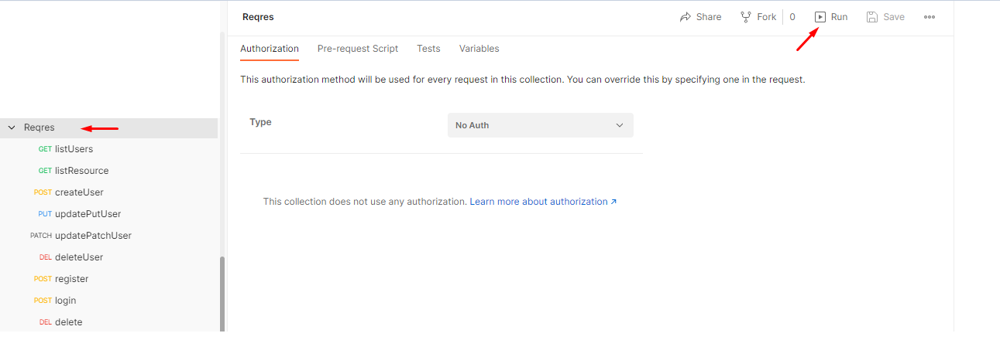 Reqres
Share
Fork 0
Run
Save
Authorization
Pre-request Script
Tests
Variables
This authorization method will be used for every request in this collection. You can override this by specifying one in the request.
Type
No Auth
This collection does not use any authorization. Learn more about authorization ↗
Reqres
GET listUsers
GET listResource
POST createUser
PUT updatePutUser
PATCH updatePatchUser
DEL deleteUser
POST register
POST login
DEL delete